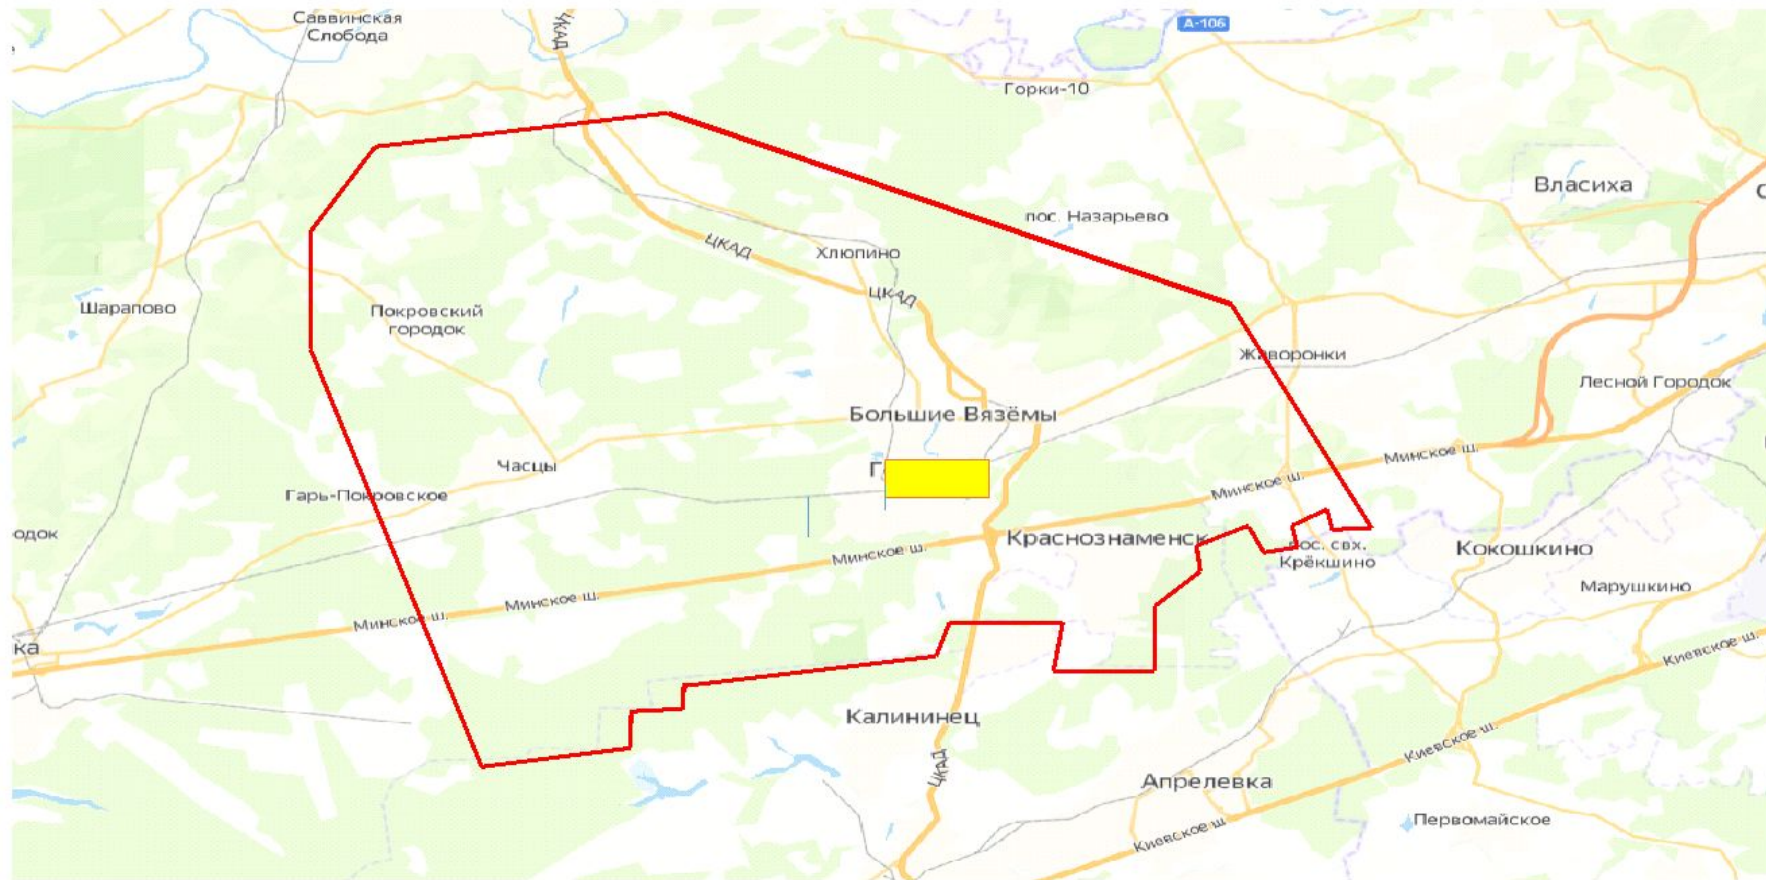 Саввинская
Слобода
ЦКАД
А-106
Горки-10
Власиха
пос. Назарьево
ЦКАД
Хлюпино
ЦКАД
Шарапово
Покровский
городок
Жаворонки
Лесной Городок
Большие Вязёмы
Минское ш.
Часцы
Г
Минское ш.
Гарь-Покровское
одок
Краснознаменск
пос. свх.
Крёкшино
Кокошкино
Минское ш.
Марушкино
Минское ш.
Минское ш.
ка
Киевское ш.
Калининец
Киевское ш.
ЦКАД
Апрелевка
Первомайское
Киевское ш.